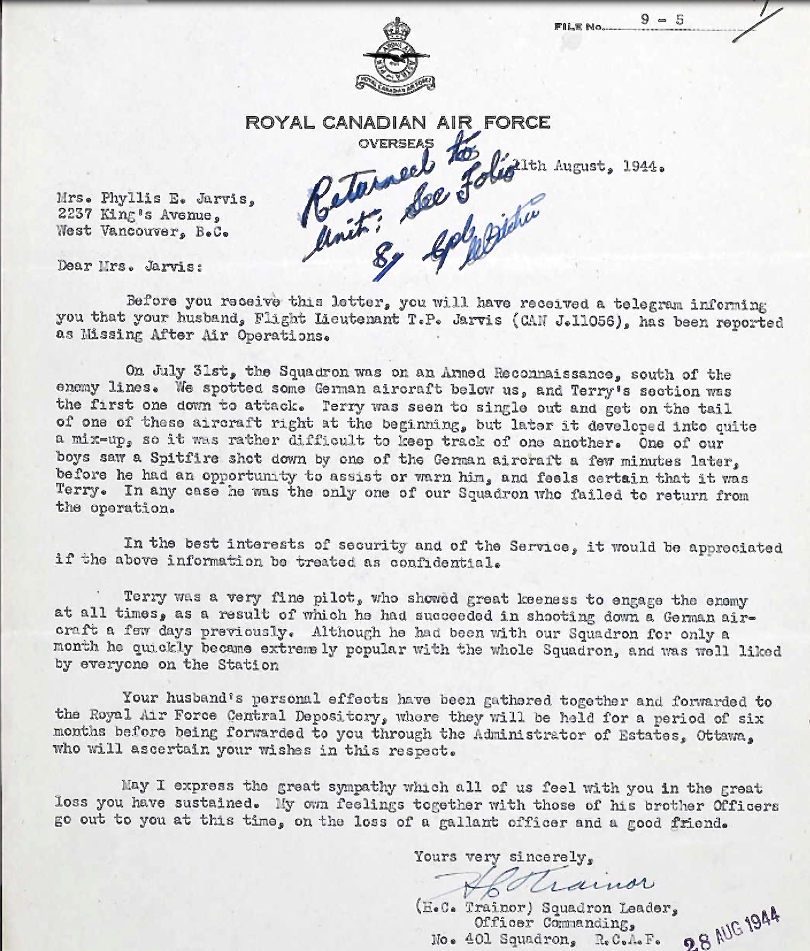 FILE No. 9 - 5
ROYAL CANADIAN AIR FORCE
ROYAL CANADIAN AIR FORCE
OVERSEAS
11th August, 1944.
Returned to
Unit: See Folio
8 Cpl
Mrs. Phyllis E. Jarvis,
2237 King's Avenue,
West Vancouver, B.C.
Dear Mrs. Jarvis:
Before you receive this letter, you will have received a telegram informing
you that your husband, Flight Lieutenant T.P. Jarvis (CAN J.11056), has been reported
as Missing After Air Operations.
On July 31st, the Squadron was on an Armed Reconnaissance, south of the
enemy lines. We spotted some German aircraft below us, and Terry's section was
the first one down to attack. Terry was seen to single out and get on the tail
of one of these aircraft right at the beginning, but later it developed into quite
a mix-up, so it was rather difficult to keep track of one another. One of our
boys saw a Spitfire shot down by one of the German aircraft a few minutes later,
before he had an opportunity to assist or warn him, and feels certain that it was
Terry. In any case he was the only one of our Squadron who failed to return from
the operation.
In the best interests of security and of the Service, it would be appreciated
if the above information be treated as confidential.
Terry was a very fine pilot, who showed great keeness to engage the enemy
at all times, as a result of which he had succeeded in shooting down a German air-
craft a few days previously. Although he had been with our Squadron for only a
month he quickly became extremely popular with the whole Squadron, and was well liked
by everyone on the Station
Your husband's personal effects have been gathered together and forwarded to
the Royal Air Force Central Depository, where they will be held for a period of six
months before being forwarded to you through the Administrator of Estates, Ottawa,
who will ascertain your wishes in this respect.
May I express the great sympathy which all of us feel with you in the great
loss you have sustained. My own feelings together with those of his brother Officers
go out to you at this time, on the loss of a gallant officer and a good friend.
Yours very sincerely,
HC Trainor
(H.C. Trainor) Squadron Leader,
Officer Commanding,
No. 401 Squadron, R.C.A.F.
28 AUG 1944